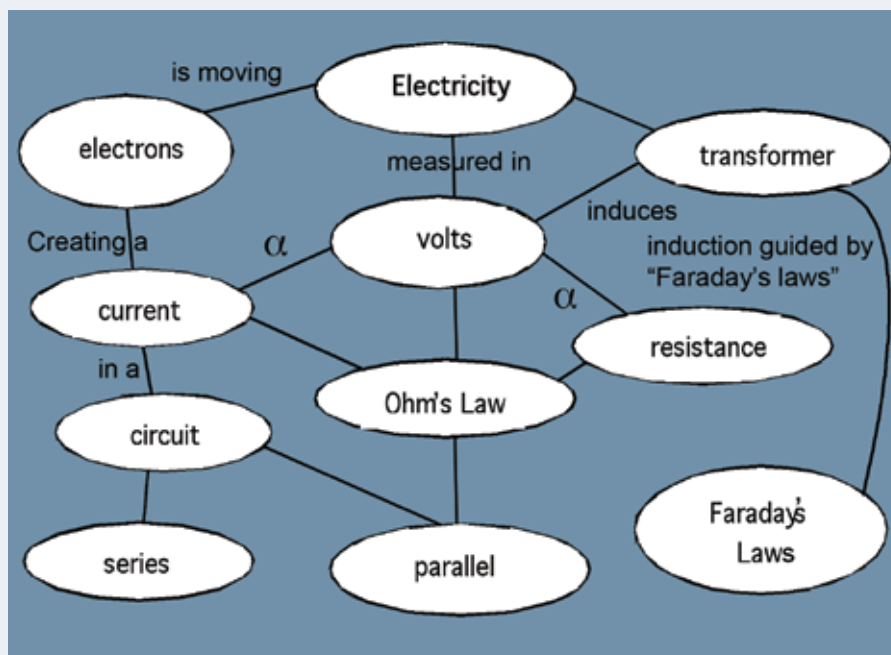 is moving
Electricity
electrons
transformer
measured in
induces
Creating a
α
volts
induction guided by
"Faraday's laws"
α
current
resistance
in a
Ohm's Law
circuit
Faraday's
Laws
series
parallel